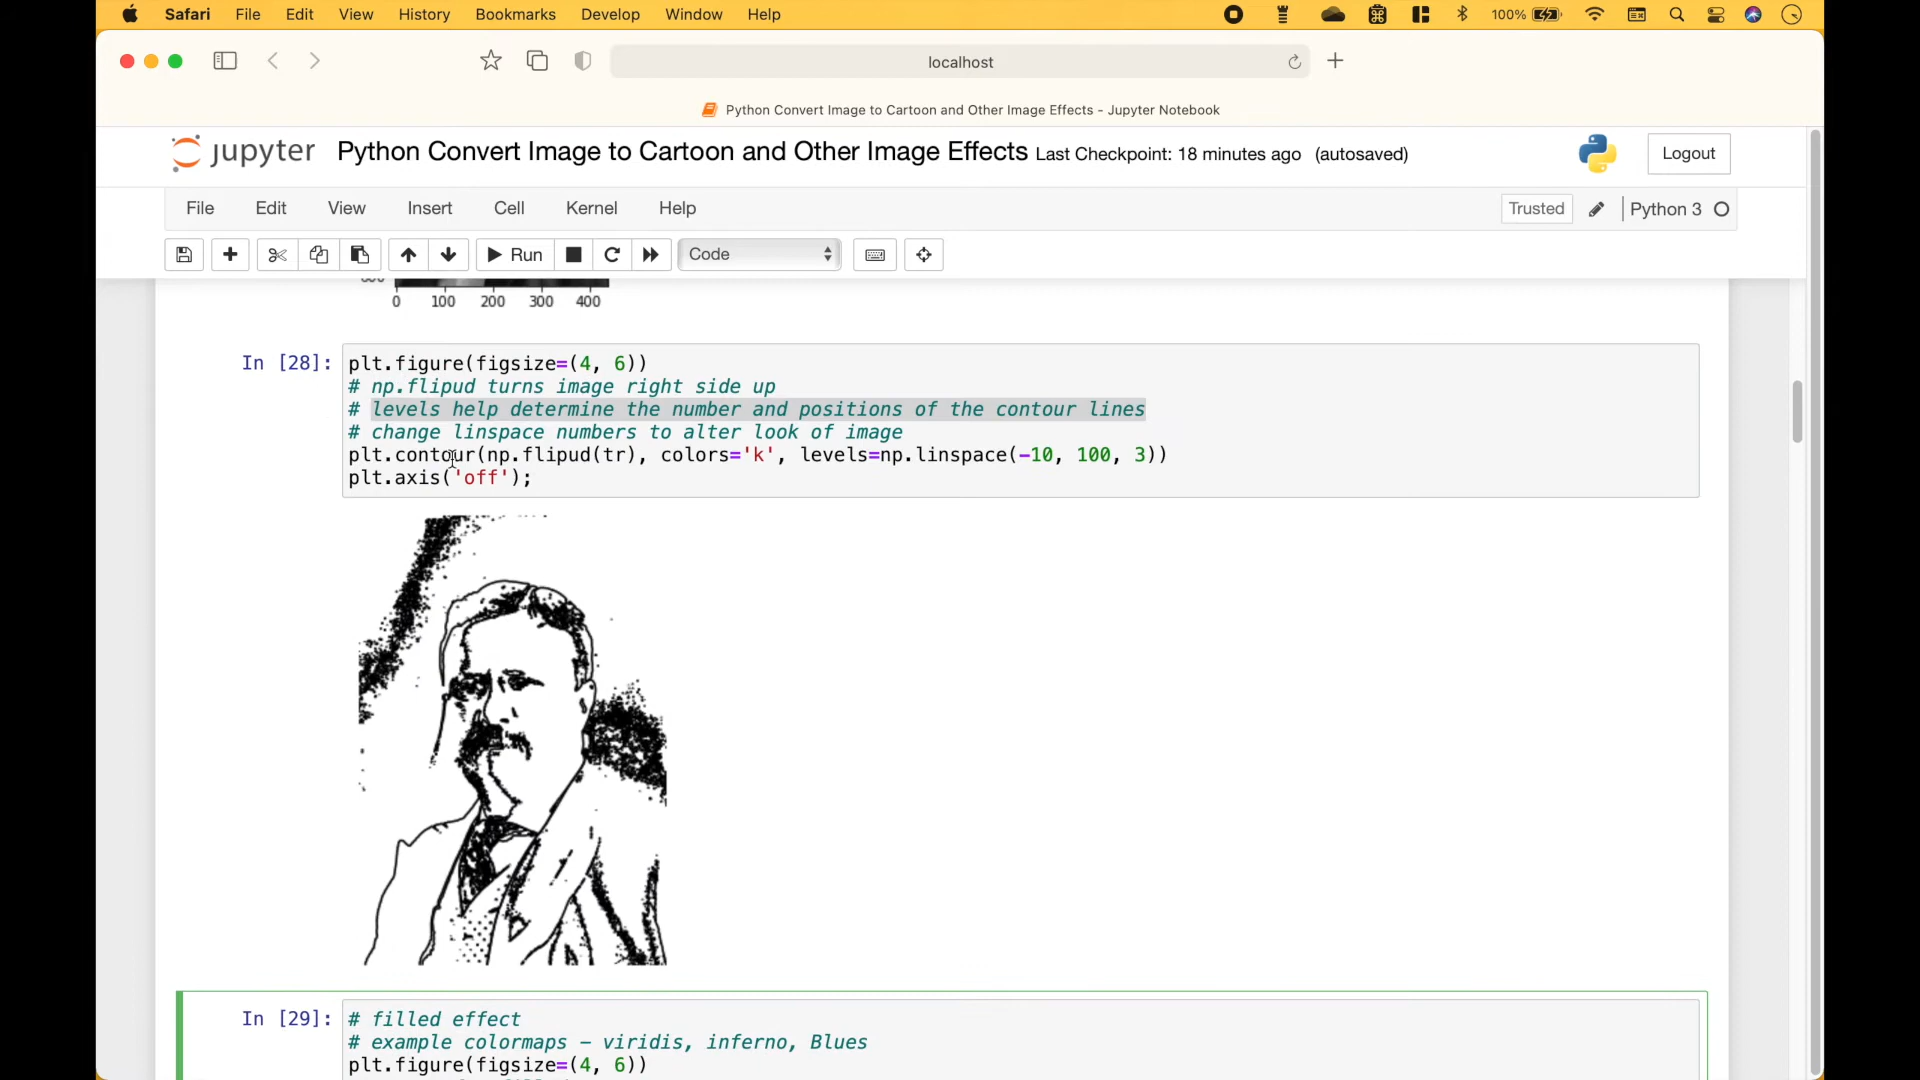 Safari File Edit View History Bookmarks Develop Window Help 100%
localhost
Python Convert Image to Cartoon and Other Image Effects - Jupyter Notebook
jupyter Python Convert Image to Cartoon and Other Image Effects Last Checkpoint: 18 minutes ago (autosaved) Logout
File Edit View Insert Cell Kernel Help Trusted Python 3
Run Code
0 100 200 300 400
In [28]: plt.figure(figsize=(4, 6))
# np.flipud turns image right side up
# levels help determine the number and positions of the contour lines
# change linspace numbers to alter look of image
plt.contour(np.flipud(tr), colors='k', levels=np.linspace(-10, 100, 3))
plt.axis('off');
In [29]: # filled effect
# example colormaps – viridis, inferno, Blues
plt.figure(figsize=(4, 6))